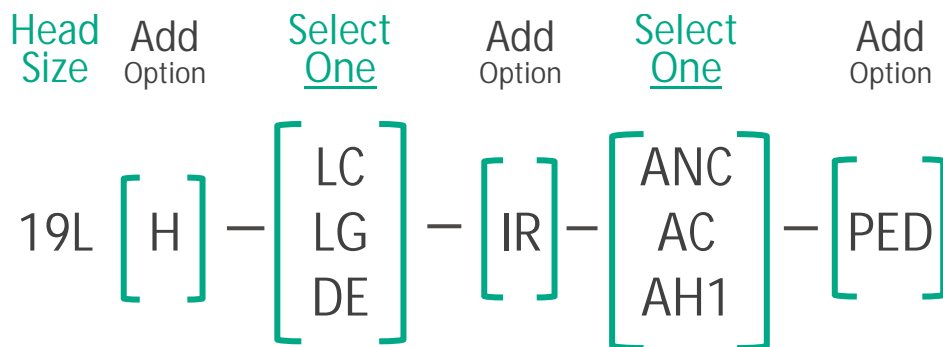 Head Add Select Add Select Add
Size Option One Option One Option
LC ANC
19L H — LG — IR — AC — PED
DE AH1